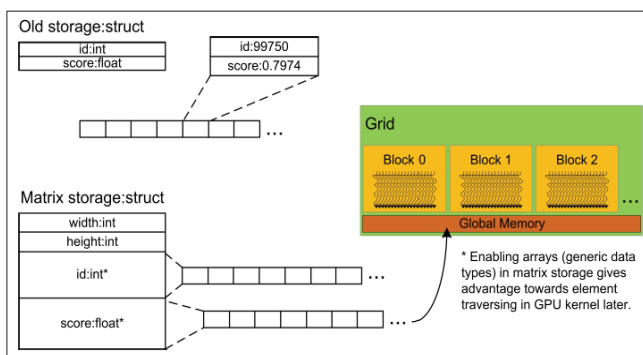 Old storage:struct
id:int
score:float
id:99750
score:0.7974
...
Grid
Block 0
Block 1
Block 2
...
Global Memory
Matrix storage:struct
width:int
height:int
id:int*
score:float*
...
...
* Enabling arrays (generic data
types) in matrix storage gives
advantage towards element
traversing in GPU kernel later.